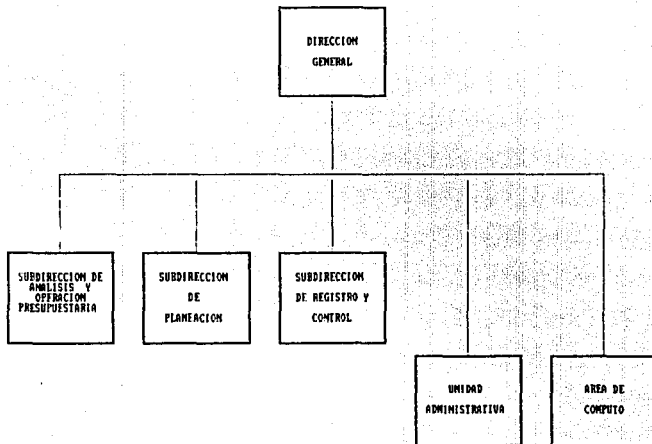 DIRECCION
GENERAL
SUBDIRECCION DE
ANALISIS Y
OPERACION
PRESUPUESTARIA
SUBDIRECCION
DE
PLANEACION
SUBDIRECCION
DE REGISTRO Y
CONTROL
UNIDAD
ADMINISTRATIVA
AREA DE
COMPUTO